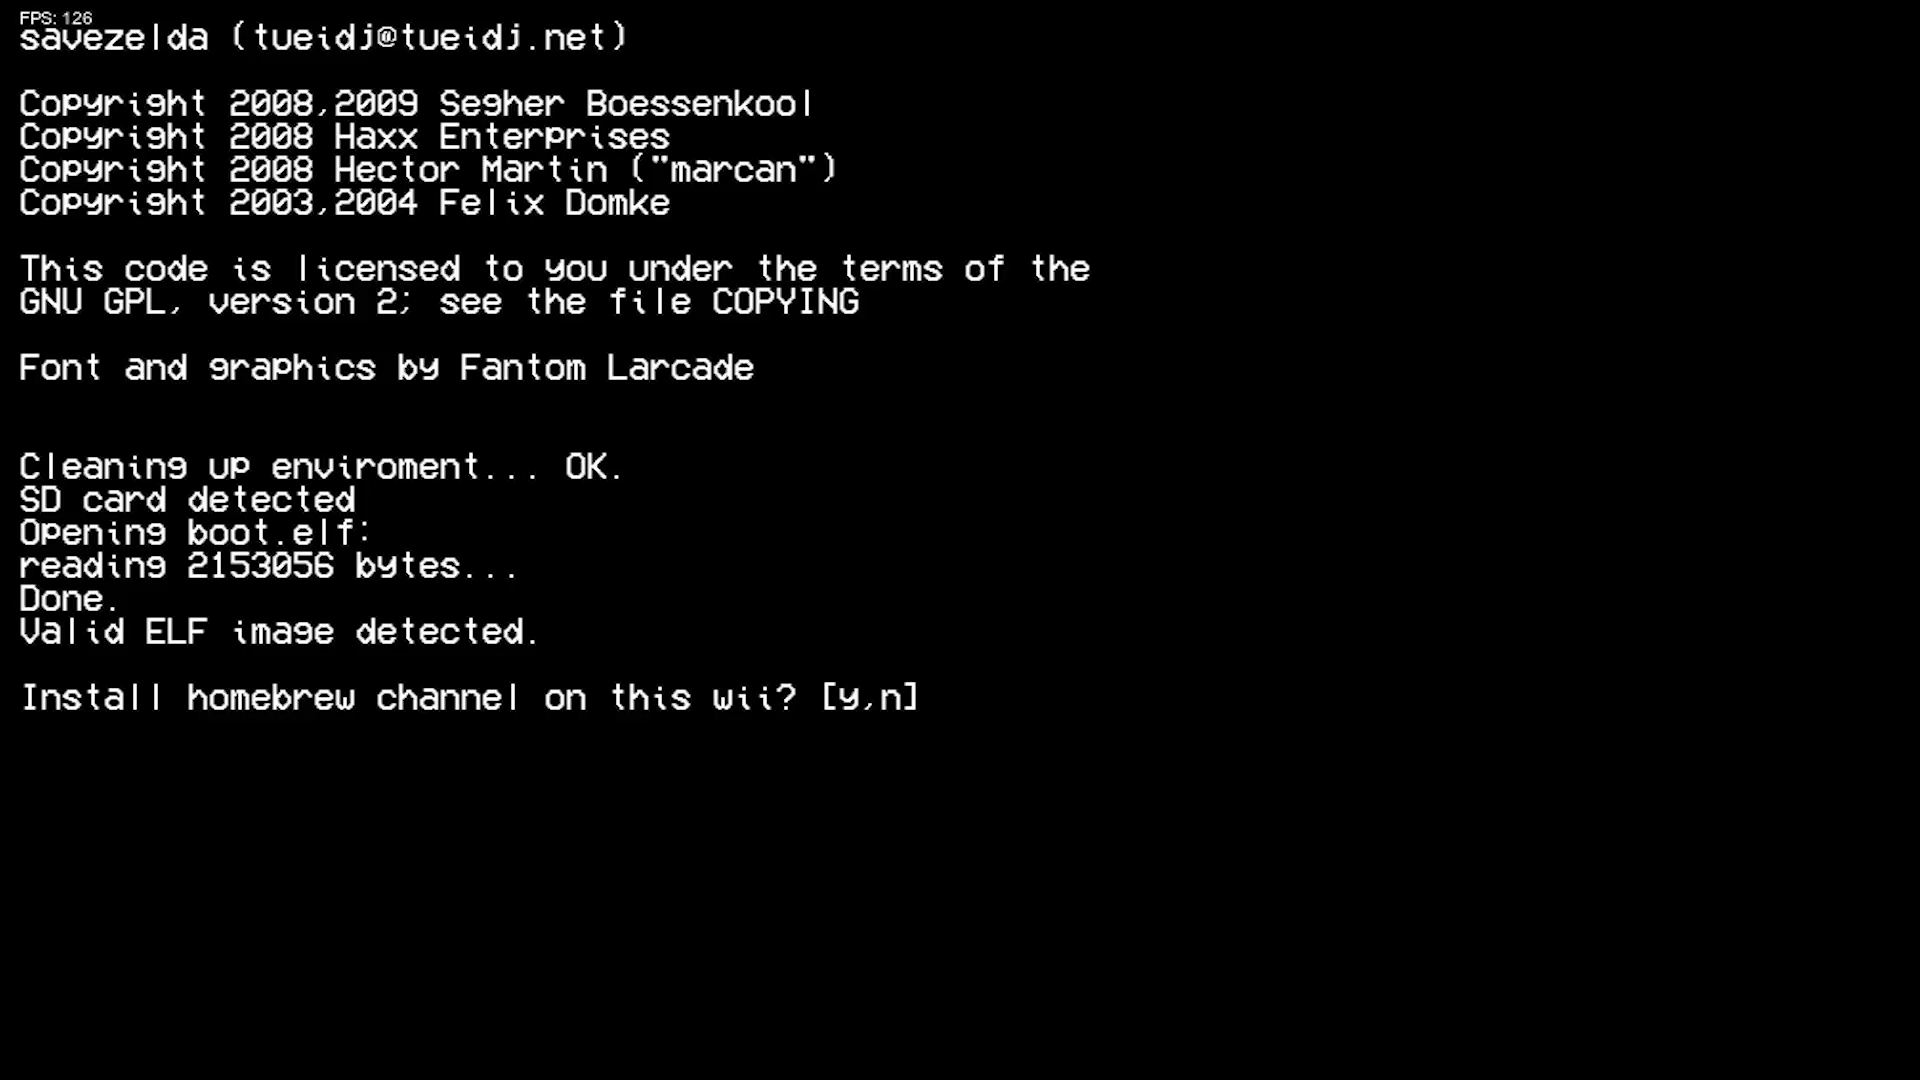 FPS: 126
savezelda (tueidj@tueidj.net)
Copyright 2008,2009 Segher Boessenkool
Copyright 2008 Haxx Enterprises
Copyright 2008 Hector Martin ("marcan")
Copyright 2003,2004 Felix Domke
This code is licensed to you under the terms of the
GNU GPL, version 2; see the file COPYING
Font and graphics by Fantom Larcade
Cleaning up enviroment... OK.
SD card detected
Opening boot.elf:
reading 2153056 bytes...
Done.
Valid ELF image detected.
Install homebrew channel on this wii? [y,n]